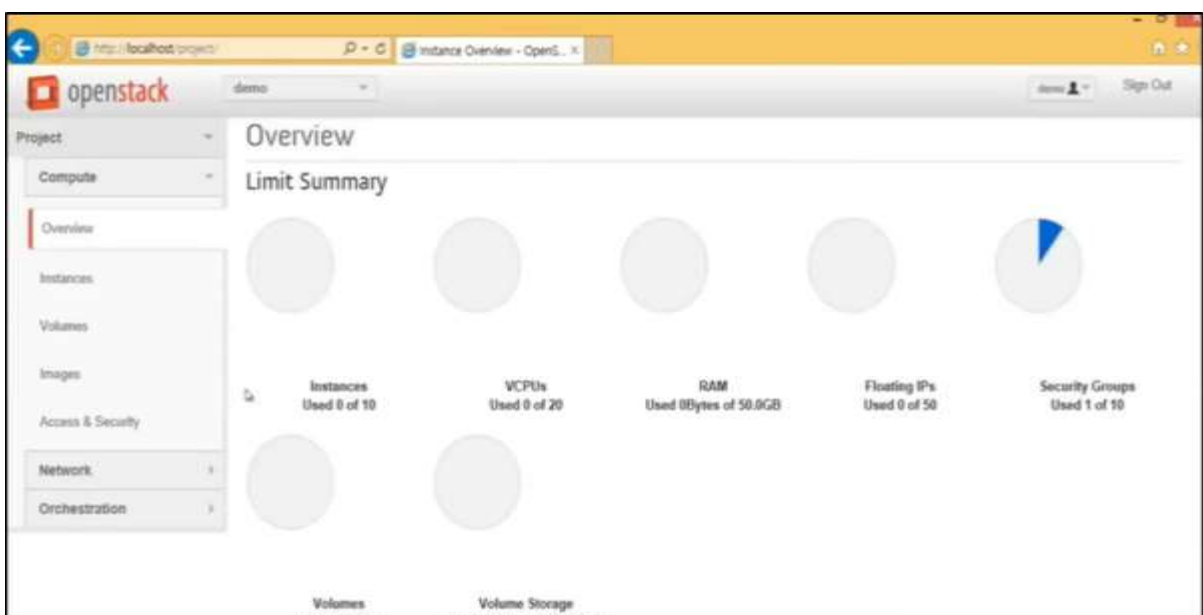 http://localhost/project/
Instance Overview - OpenS...
openstack
demo
demo
Sign Out
Project
Overview
Compute
Limit Summary
Overview
Instances
Volumes
Images
Access & Security
Network
Orchestration
Instances
Used 0 of 10
VCPUs
Used 0 of 20
RAM
Used 0Bytes of 50.0GB
Floating IPs
Used 0 of 50
Security Groups
Used 1 of 10
Volumes
Volume Storage